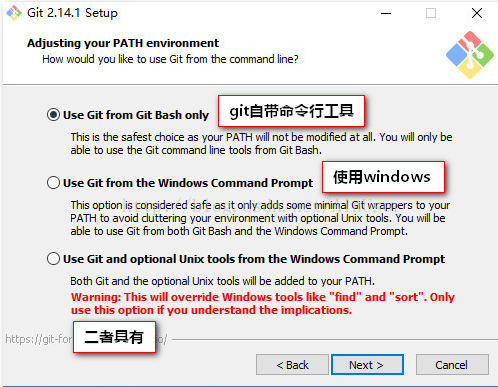 Git 2.14.1 Setup
Adjusting your PATH environment
How would you like to use Git from the command line?
Use Git from Git Bash only
git自带命令行工具
This is the safest choice as your PATH will not be modified at all. You will only be
able to use the Git command line tools from Git Bash.
Use Git from the Windows Command Prompt
使用windows
This option is considered safe as it only adds some minimal Git wrappers to your
PATH to avoid cluttering your environment with optional Unix tools. You will be
able to use Git from both Git Bash and the Windows Command Prompt.
Use Git and optional Unix tools from the Windows Command Prompt
Both Git and the optional Unix tools will be added to your PATH.
Warning: This will override Windows tools like "find" and "sort". Only
use this option if you understand the implications.
二者具有
https://git-for
io/
< Back
Next >
Cancel